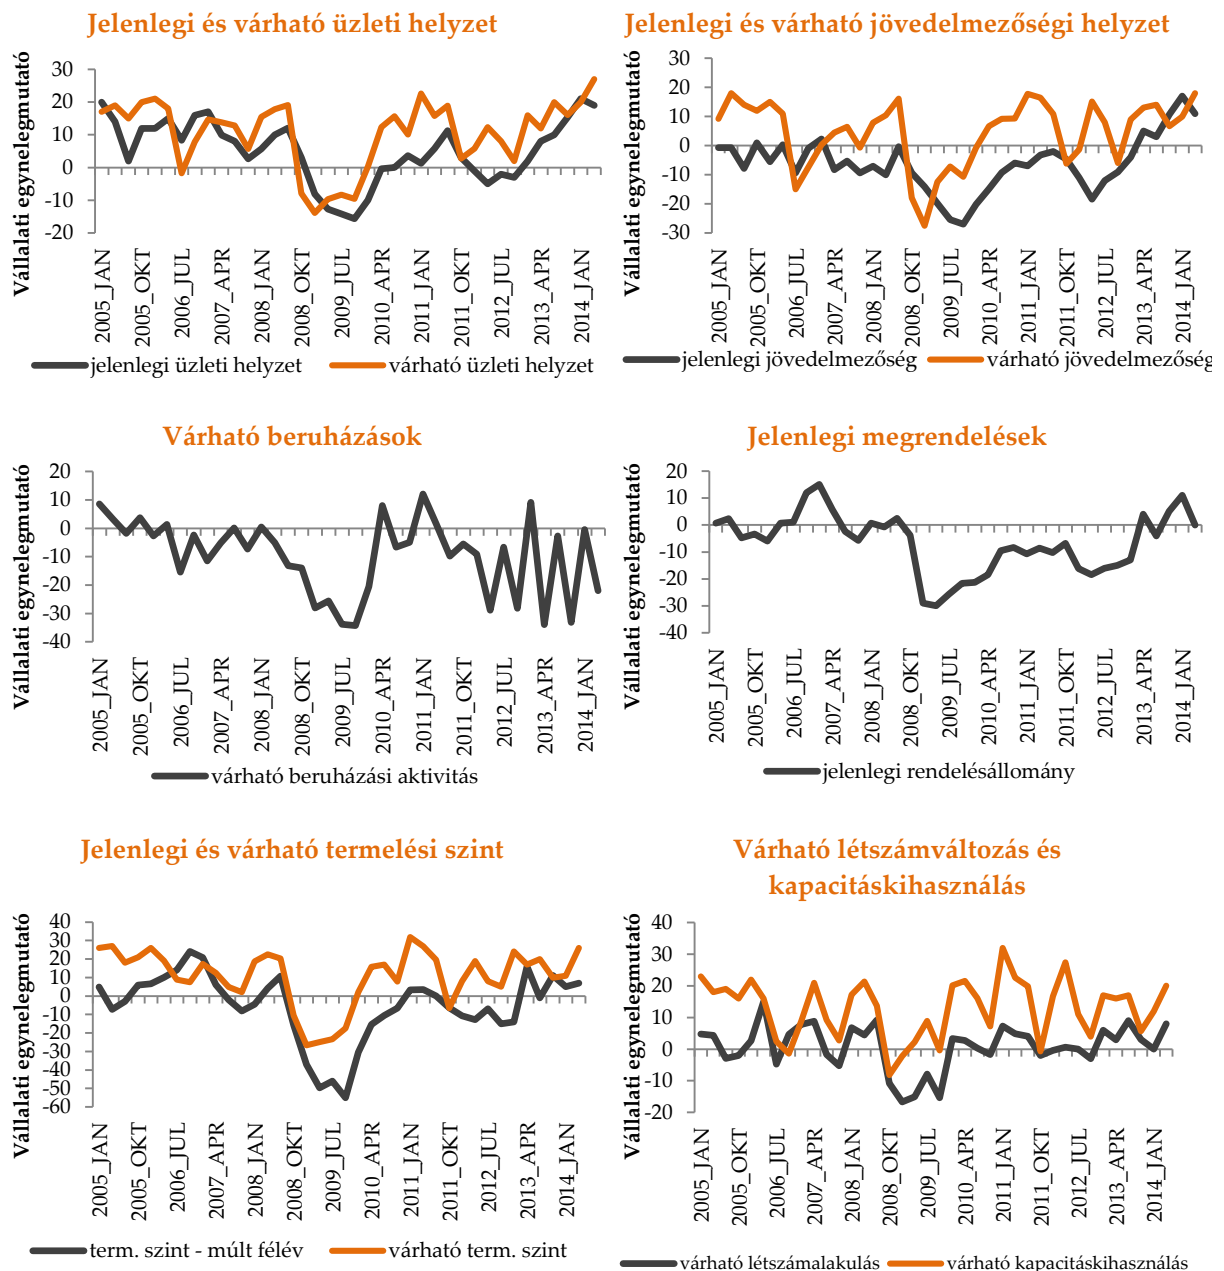 Jelenlegi és várható üzleti helyzet
Vállalati egynelegmutató
30
20
10
0
-10
-20
2005_JAN
2005_OKT
2006_JUL
2007_APR
2008_JAN
2008_OKT
2009_JUL
2010_APR
2011_JAN
2011_OKT
2012_JUL
2013_APR
2014_JAN
jelenlegi üzleti helyzet
várható üzleti helyzet
Jelenlegi és várható jövedelmezőségi helyzet
Vállalati egynelegmutató
30
20
10
0
-10
-20
-30
2005_JAN
2005_OKT
2006_JUL
2007_APR
2008_JAN
2008_OKT
2009_JUL
2010_APR
2011_JAN
2011_OKT
2012_JUL
2013_APR
2014_JAN
jelenlegi jövedelmezőség
várható jövedelmezőség
Várható beruházások
Vállalati egynelegmutató
20
10
0
-10
-20
-30
-40
2005_JAN
2005_OKT
2006_JUL
2007_APR
2008_JAN
2008_OKT
2009_JUL
2010_APR
2011_JAN
2011_OKT
2012_JUL
2013_APR
2014_JAN
várható beruházási aktivitás
Jelenlegi megrendelések
Vállalati egynelegmutató
20
10
0
-10
-20
-30
-40
2005_JAN
2005_OKT
2006_JUL
2007_APR
2008_JAN
2008_OKT
2009_JUL
2010_APR
2011_JAN
2011_OKT
2012_JUL
2013_APR
2014_JAN
jelenlegi rendelésállomány
Jelenlegi és várható termelési szint
Vállalati egynelegmutató
40
30
20
10
0
-10
-20
-30
-40
-50
-60
2005_JAN
2005_OKT
2006_JUL
2007_APR
2008_JAN
2008_OKT
2009_JUL
2010_APR
2011_JAN
2011_OKT
2012_JUL
2013_APR
2014_JAN
term. szint - múlt félév
várható term. szint
Várható létszámváltozás és
kapacitáskihasználás
Vállalati egynelegmutató
40
30
20
10
0
-10
-20
2005_JAN
2005_OKT
2006_JUL
2007_APR
2008_JAN
2008_OKT
2009_JUL
2010_APR
2011_JAN
2011_OKT
2012_JUL
2013_APR
2014_JAN
várható létszámalakulás
várható kapacitáskihasználás